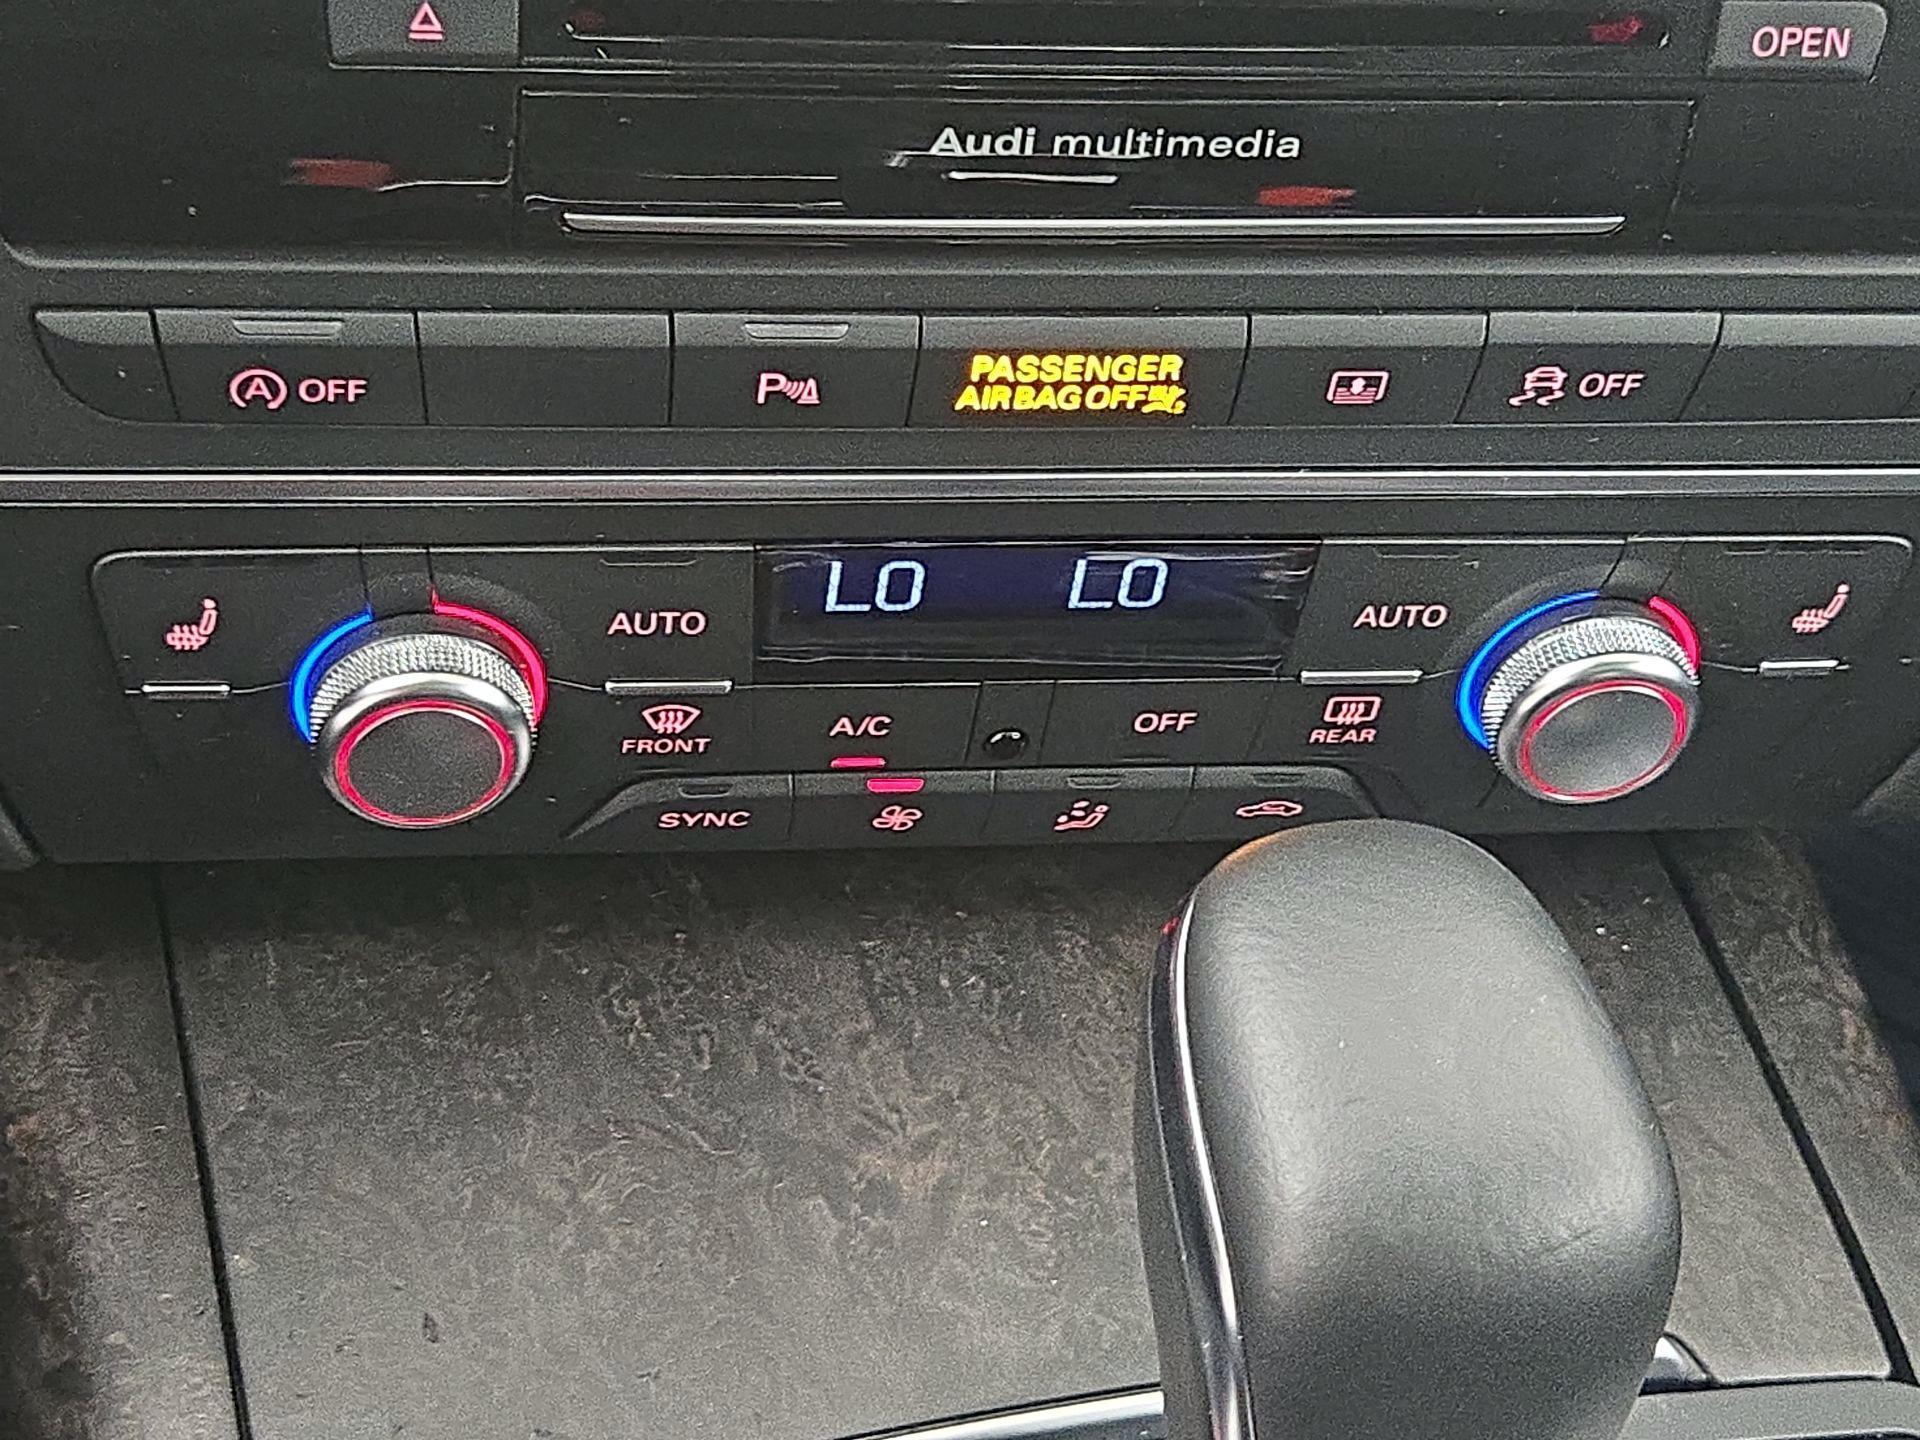 OPEN
Audi multimedia
A OFF
P
PASSENGER
AIRBAG OFF
OFF
LO LO
AUTO
AUTO
FRONT
A/C
OFF
REAR
SYNC